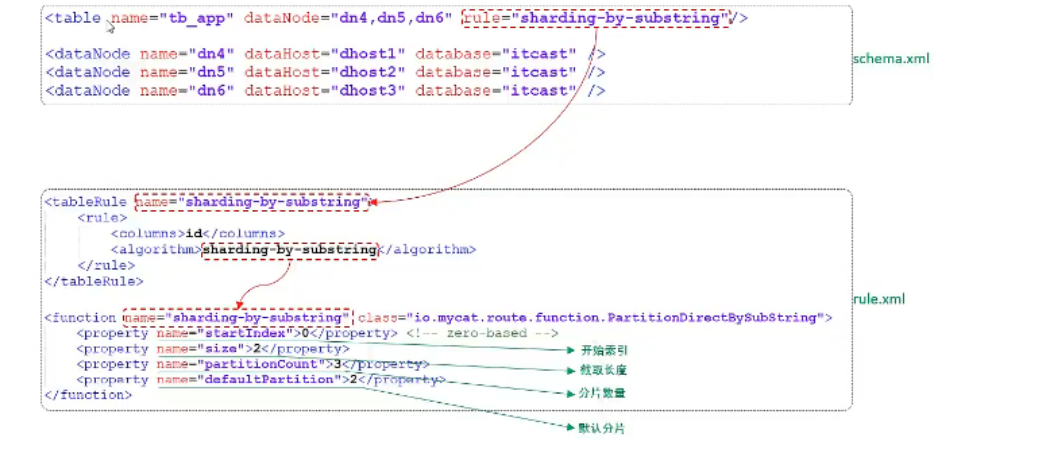 <table name="tb_app" dataNode="dn4,dn5,dn6" rule="sharding-by-substring"/>
<dataNode name="dn4" dataHost="dhost1" database="itcast" />
<dataNode name="dn5" dataHost="dhost2" database="itcast" />
<dataNode name="dn6" dataHost="dhost3" database="itcast" />
schema.xml
<tableRule name="sharding-by-substring">
<rule>
<columns>id</columns>
<algorithm>sharding-by-substring</algorithm>
</rule>
</tableRule>
rule.xml
<function name="sharding-by-substring" class="io.mycat.route.function.PartitionDirectBySubString">
<property name="startIndex">0</property> <!-- zero-based -->
<property name="size">2</property>
<property name="partitionCount">3</property>
<property name="defaultPartition">2</property>
</function>
开始索引
截取长度
分片数量
默认分片